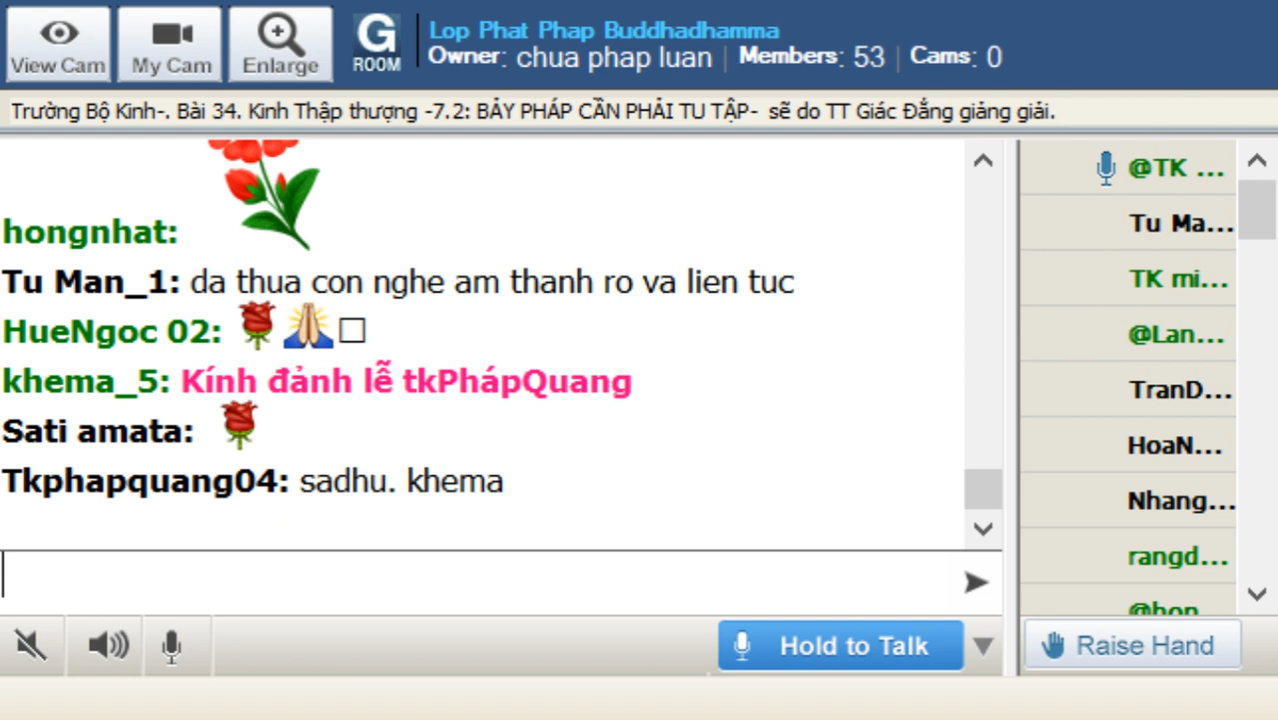 View Cam
My Cam
Enlarge
G
ROOM
Lop Phat Phap Buddhadhamma
Owner: chua phap luan | Members: 53 | Cams: 0
Trường Bộ Kinh-. Bài 34. Kinh Thập thượng -7.2: BẢY PHÁP CẦN PHẢI TU TẬP- sẽ do TT Giác Đẳng giảng giải.
hongnhat:
Tu Man_1: da thua con nghe am thanh ro va lien tuc
HueNgoc 02:
khema_5: Kính đảnh lễ tkPhápQuang
Sati amata:
Tkphapquang04: sadhu. khema
@TK ...
Tu Ma...
TK mi...
@Lan...
TranD...
HoaN...
Nhang...
rangd...
Hold to Talk
Raise Hand